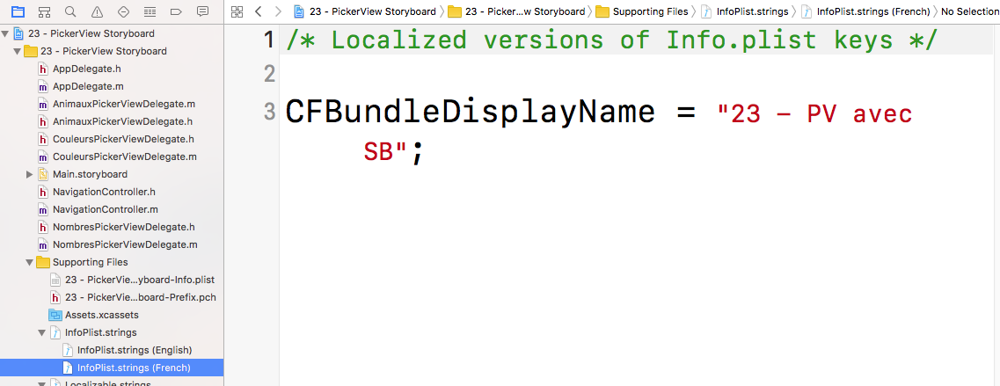 23 - PickerView Storyboard 〉 23 - Picker...w Storyboard 〉 Supporting Files 〉 InfoPlist.strings 〉 InfoPlist.strings (French) 〉 No Selection
23 - PickerView Storyboard
23 - PickerView Storyboard
h AppDelegate.h
m AppDelegate.m
m AnimauxPickerViewDelegate.m
h AnimauxPickerViewDelegate.h
h CouleursPickerViewDelegate.h
m CouleursPickerViewDelegate.m
Main.storyboard
h NavigationController.h
m NavigationController.m
h NombresPickerViewDelegate.h
m NombresPickerViewDelegate.m
Supporting Files
23 - PickerVie...yboard-Info.plist
h 23 - PickerVie...board-Prefix.pch
Assets.xcassets
InfoPlist.strings
InfoPlist.strings (English)
InfoPlist.strings (French)
Localizable.strings
1 /* Localized versions of Info.plist keys */
2
3 CFBundleDisplayName = "23 – PV avec
SB";